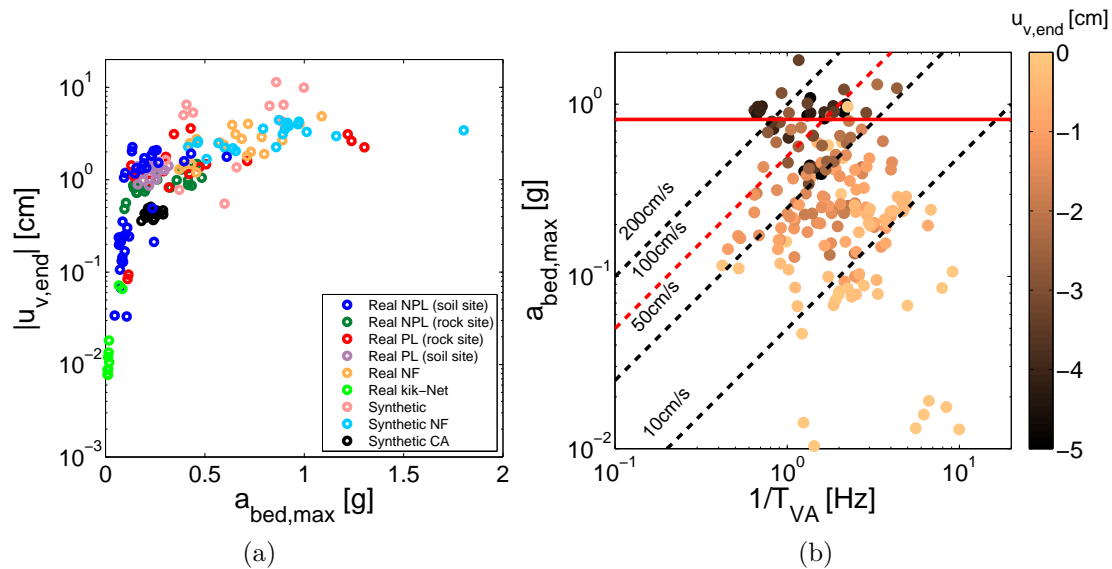 10^1
10^0
10^-1
10^-2
10^-3
|u_v,end| [cm]
0
0.5
1
1.5
2
a_bed,max [g]
Real NPL (soil site)
Real NPL (rock site)
Real PL (rock site)
Real PL (soil site)
Real NF
Real kik-Net
Synthetic
Synthetic NF
Synthetic CA
(a)
10^0
10^-1
10^-2
a_bed,max [g]
200cm/s
100cm/s
50cm/s
10cm/s
10^-1
10^0
10^1
1/T_VA [Hz]
(b)
u_v,end [cm]
0
-1
-2
-3
-4
-5